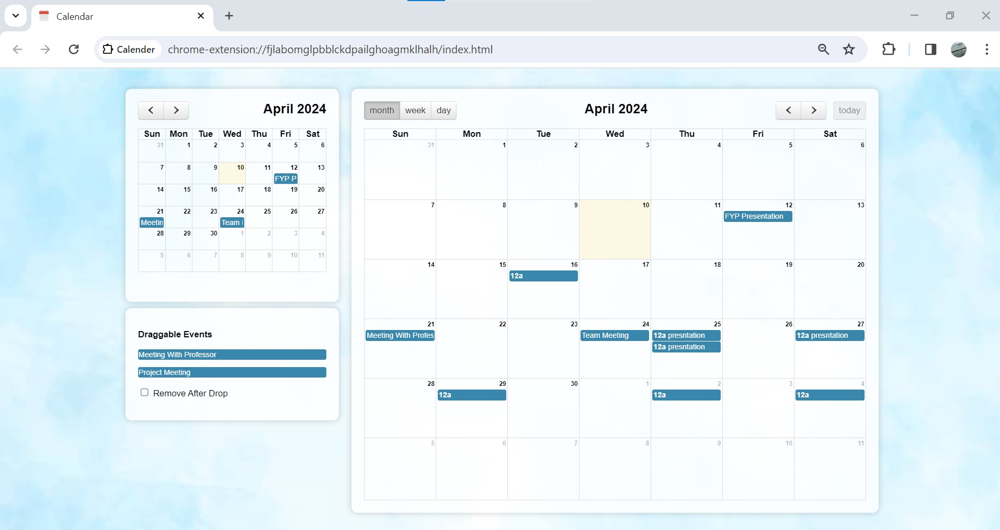 Calendar
Calender
chrome-extension://fjlabomglpbblckdpailghoagmklhalh/index.html
April 2024
Sun Mon Tue Wed Thu Fri Sat
31 1 2 3 4 5 6
7 8 9 10 11 12 13
FYP P
14 15 16 17 18 19 20
21 22 23 24 25 26 27
Meetin Team
28 29 30 1 2 3 4
5 6 7 8 9 10 11
Draggable Events
Meeting With Professor
Project Meeting
Remove After Drop
month week day April 2024 today
Sun Mon Tue Wed Thu Fri Sat
31 1 2 3 4 5 6
7 8 9 10 11 12 13
FYP Presentation
14 15 16 17 18 19 20
12a
21 22 23 24 25 26 27
Meeting With Profes Team Meeting 12a presntation 12a presntation
12a presntation
28 29 30 1 2 3 4
12a 12a 12a
5 6 7 8 9 10 11